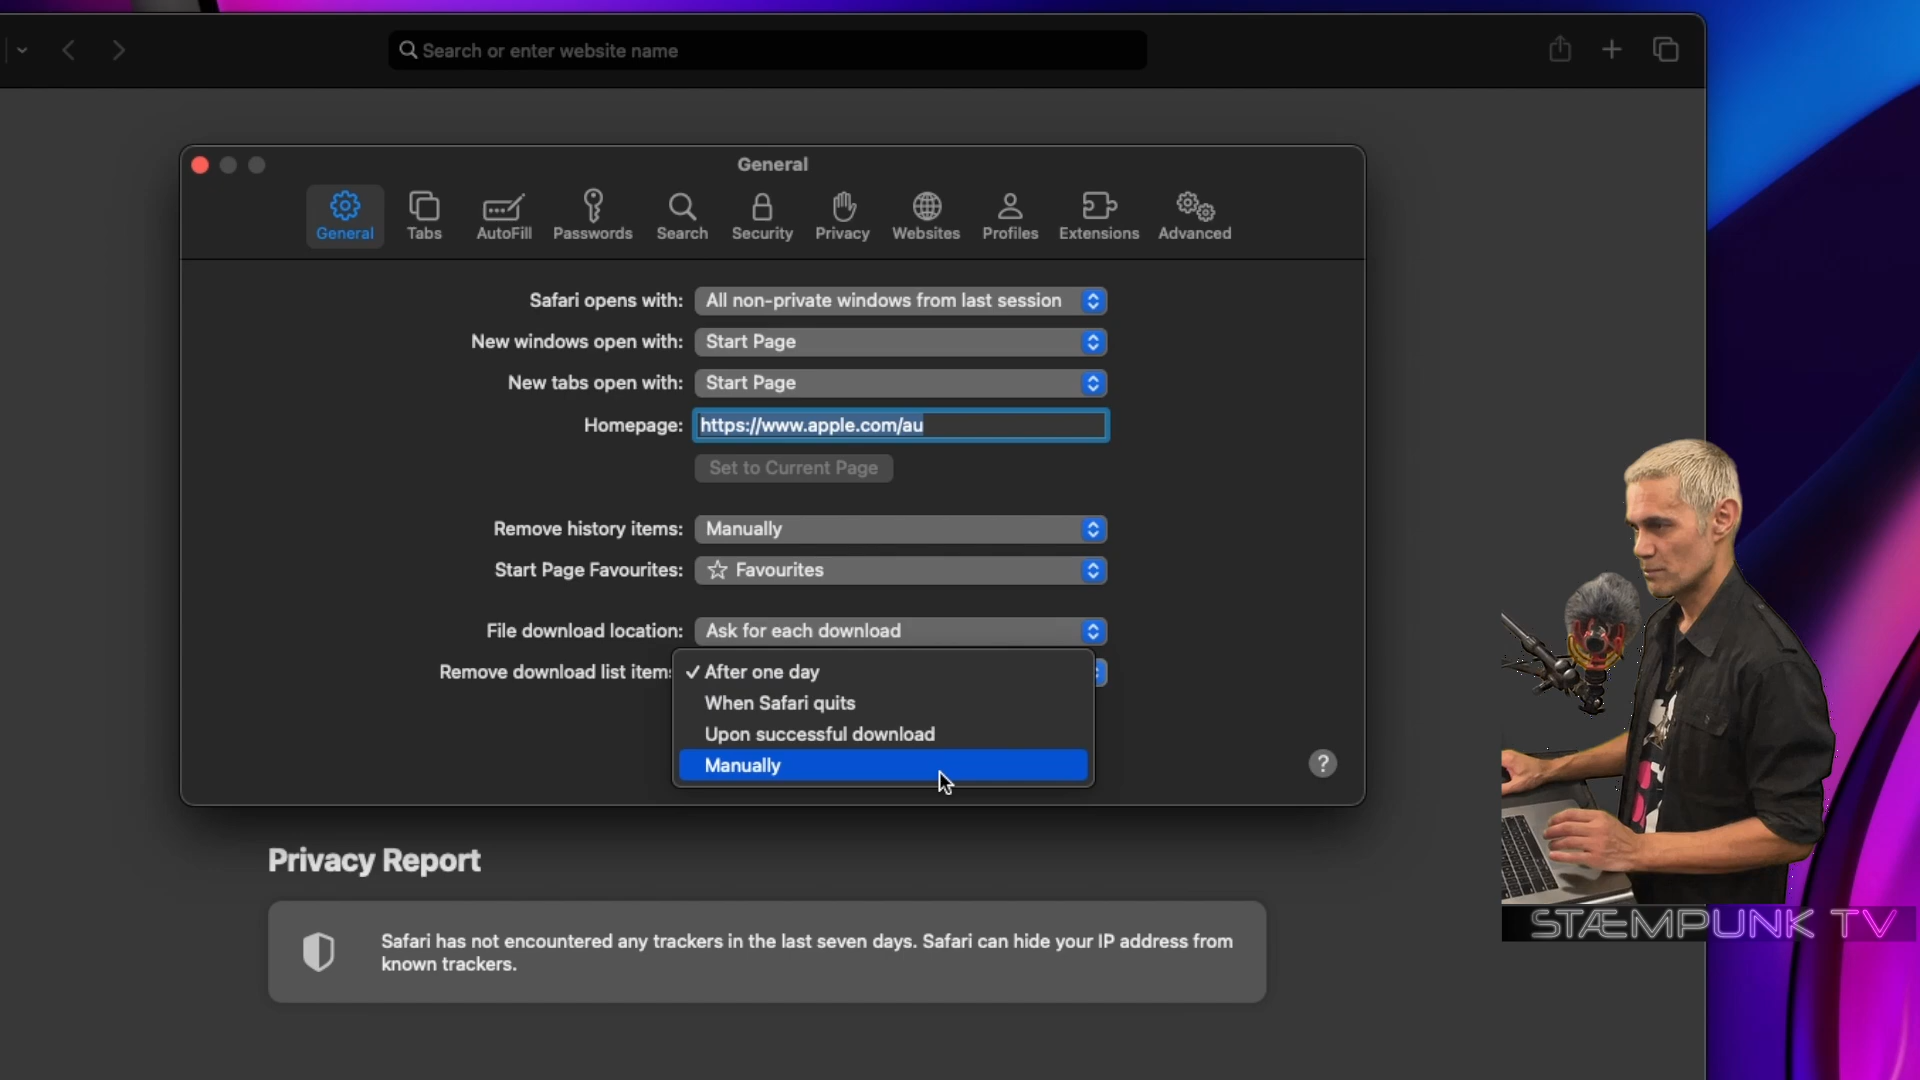 Search or enter website name
General
General
Tabs
AutoFill
Passwords
Search
Security
Privacy
Websites
Profiles
Extensions
Advanced
Safari opens with: All non-private windows from last session
New windows open with: Start Page
New tabs open with: Start Page
Homepage: https://www.apple.com/au
Set to Current Page
Remove history items: Manually
Start Page Favourites: Favourites
File download location: Ask for each download
Remove download list items After one day
When Safari quits
Upon successful download
Manually
?
Privacy Report
Safari has not encountered any trackers in the last seven days. Safari can hide your IP address from
known trackers.
STÆMPUNK TV